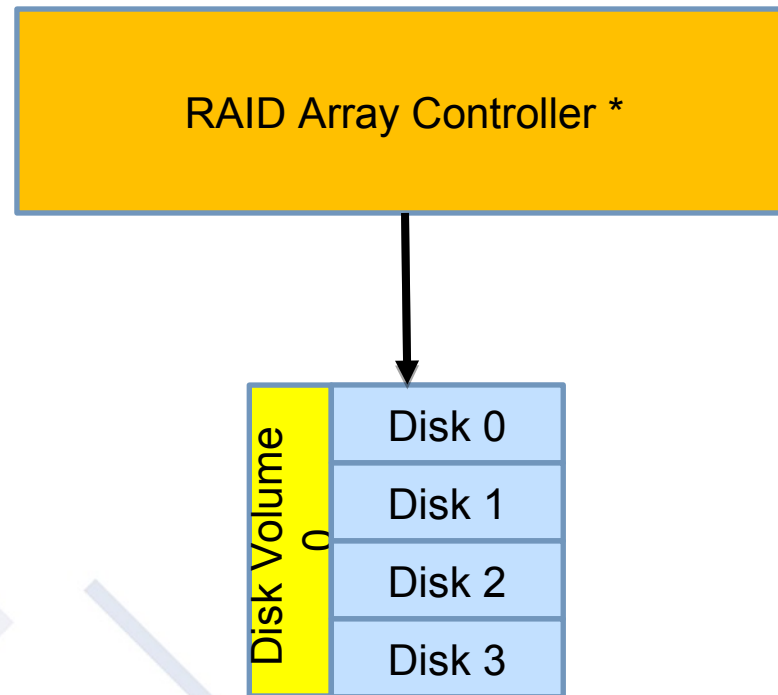 RAID Array Controller *
Disk Volume
0
Disk 0
Disk 1
Disk 2
Disk 3